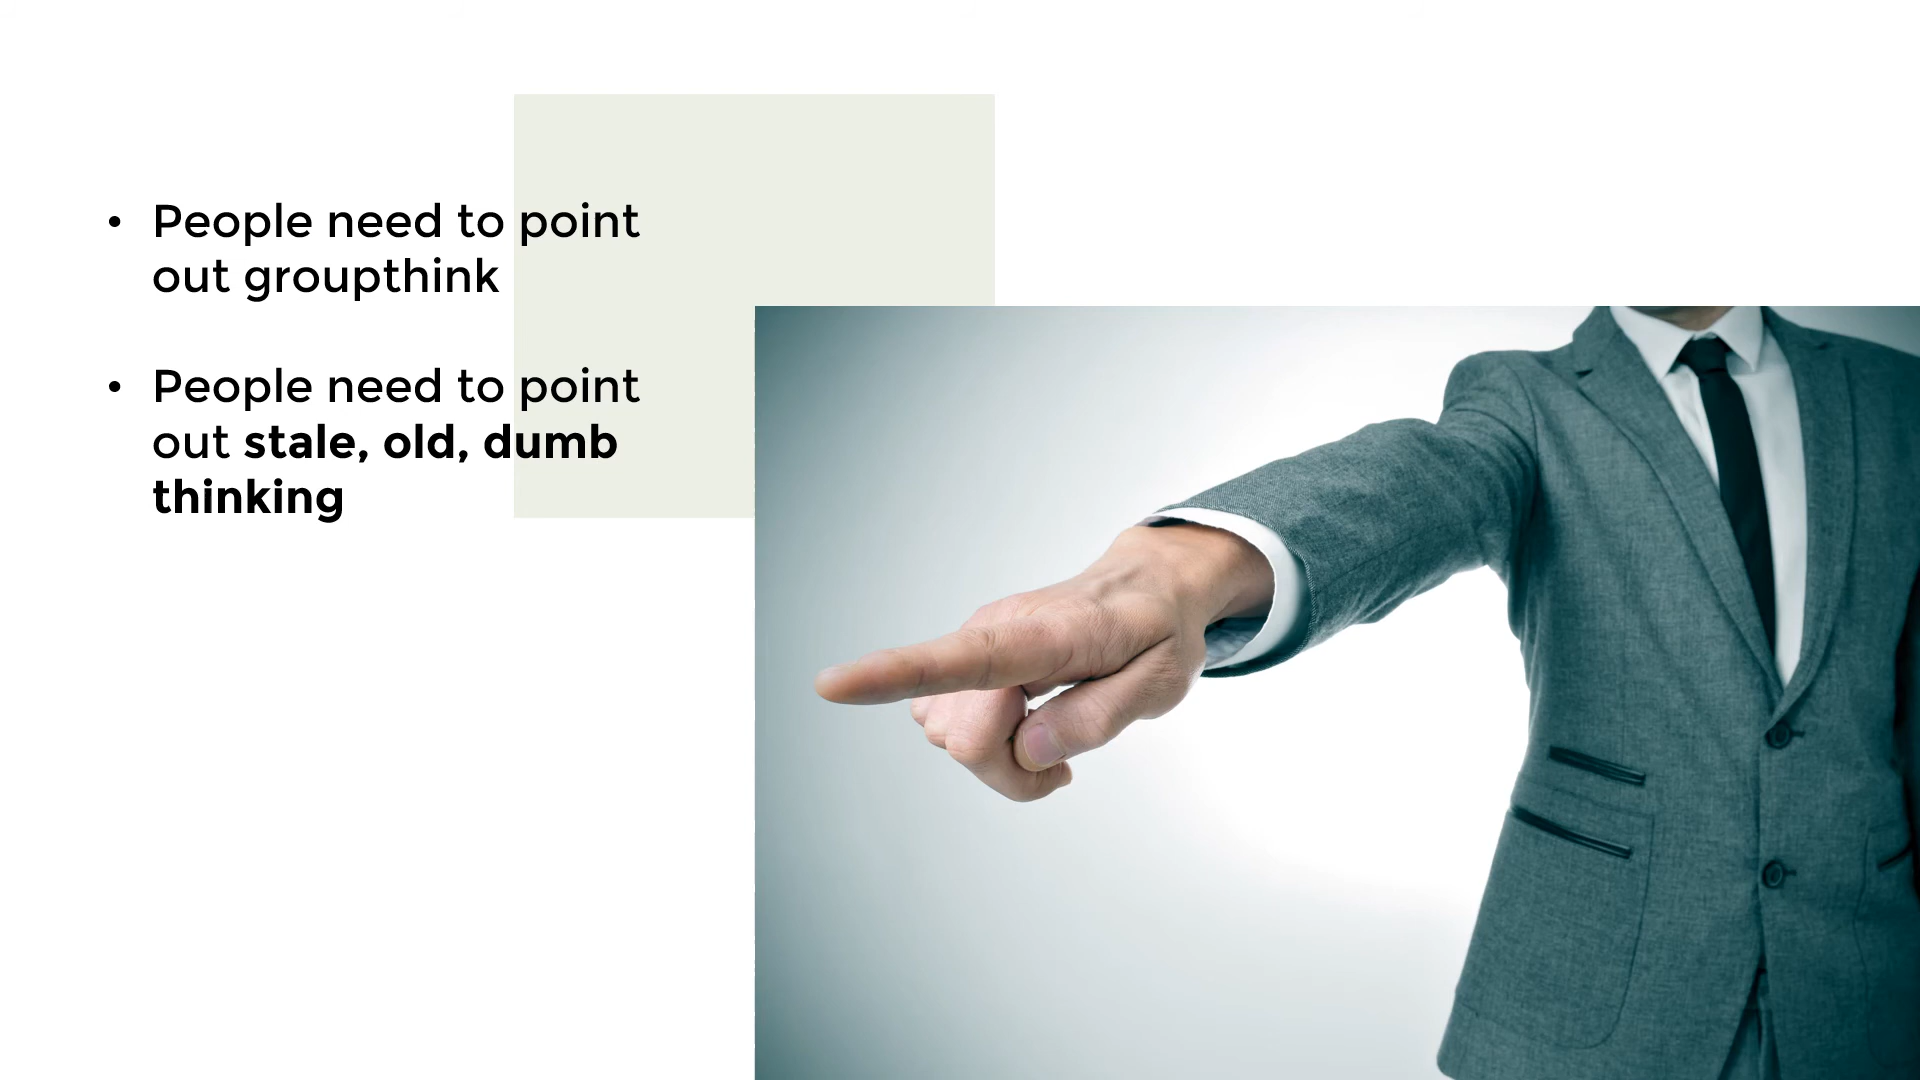 • People need to point
out groupthink
• People need to point
out stale, old, dumb
thinking